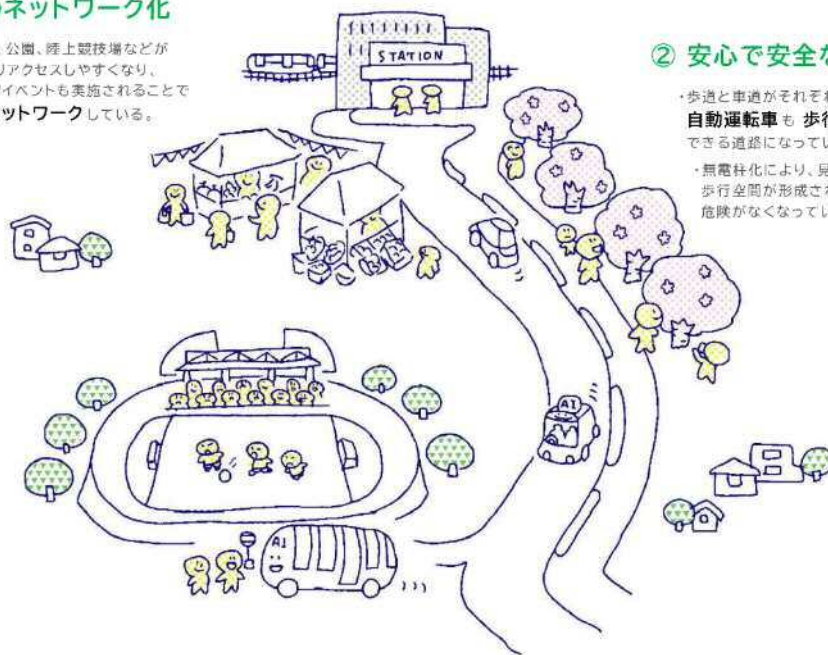 ネットワーク化
公園、陸上競技場などが
アクセスしやすくなり、
イベントも実施されることで
ットワークしている。
STATION
② 安心で安全な
・歩道と車道がそれぞれ
自動運転車も 歩行
できる道路になってい
・無電柱化により、見
歩行空間が形成され
危険がなくなってい
AI
AI